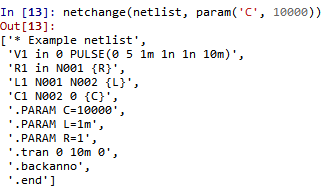 In [13]: netchange(netlist, param('C', 10000))
Out[13]:
['* Example netlist',
'V1 in 0 PULSE(0 5 1m 1n 1n 10m)',
'R1 in N001 {R}',
'L1 N001 N002 {L}',
'C1 N002 0 {C}',
'.PARAM C=10000',
'.PARAM L=1m',
'.PARAM R=1',
'.tran 0 10m 0',
'.backanno',
'.end']